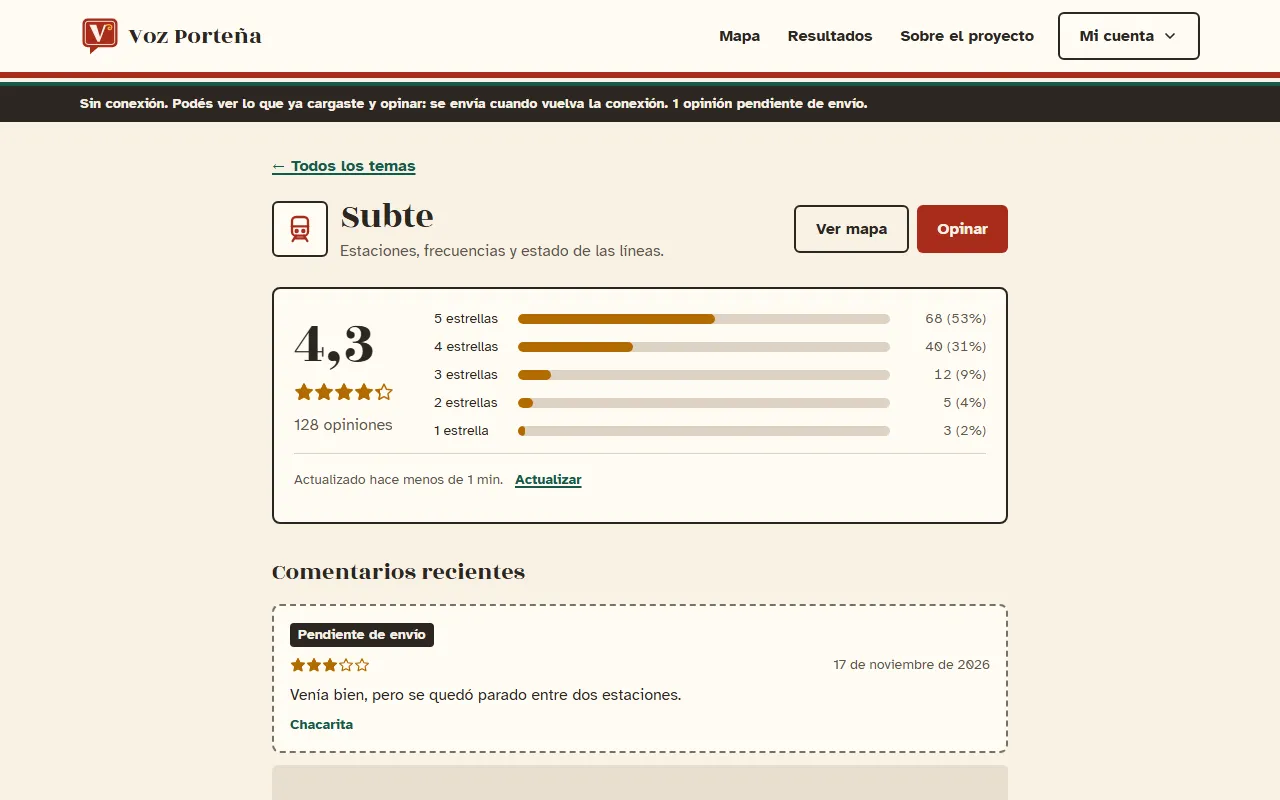 Voz Porteña
Mapa
Resultados
Sobre el proyecto
Mi cuenta
Sin conexión. Podés ver lo que ya cargaste y opinar: se envía cuando vuelva la conexión. 1 opinión pendiente de envío.
← Todos los temas
Subte
Estaciones, frecuencias y estado de las líneas.
Ver mapa
Opinar
4,3
128 opiniones
5 estrellas 68 (53%)
4 estrellas 40 (31%)
3 estrellas 12 (9%)
2 estrellas 5 (4%)
1 estrella 3 (2%)
Actualizado hace menos de 1 min. Actualizar
Comentarios recientes
Pendiente de envío
17 de noviembre de 2026
Venía bien, pero se quedó parado entre dos estaciones.
Chacarita